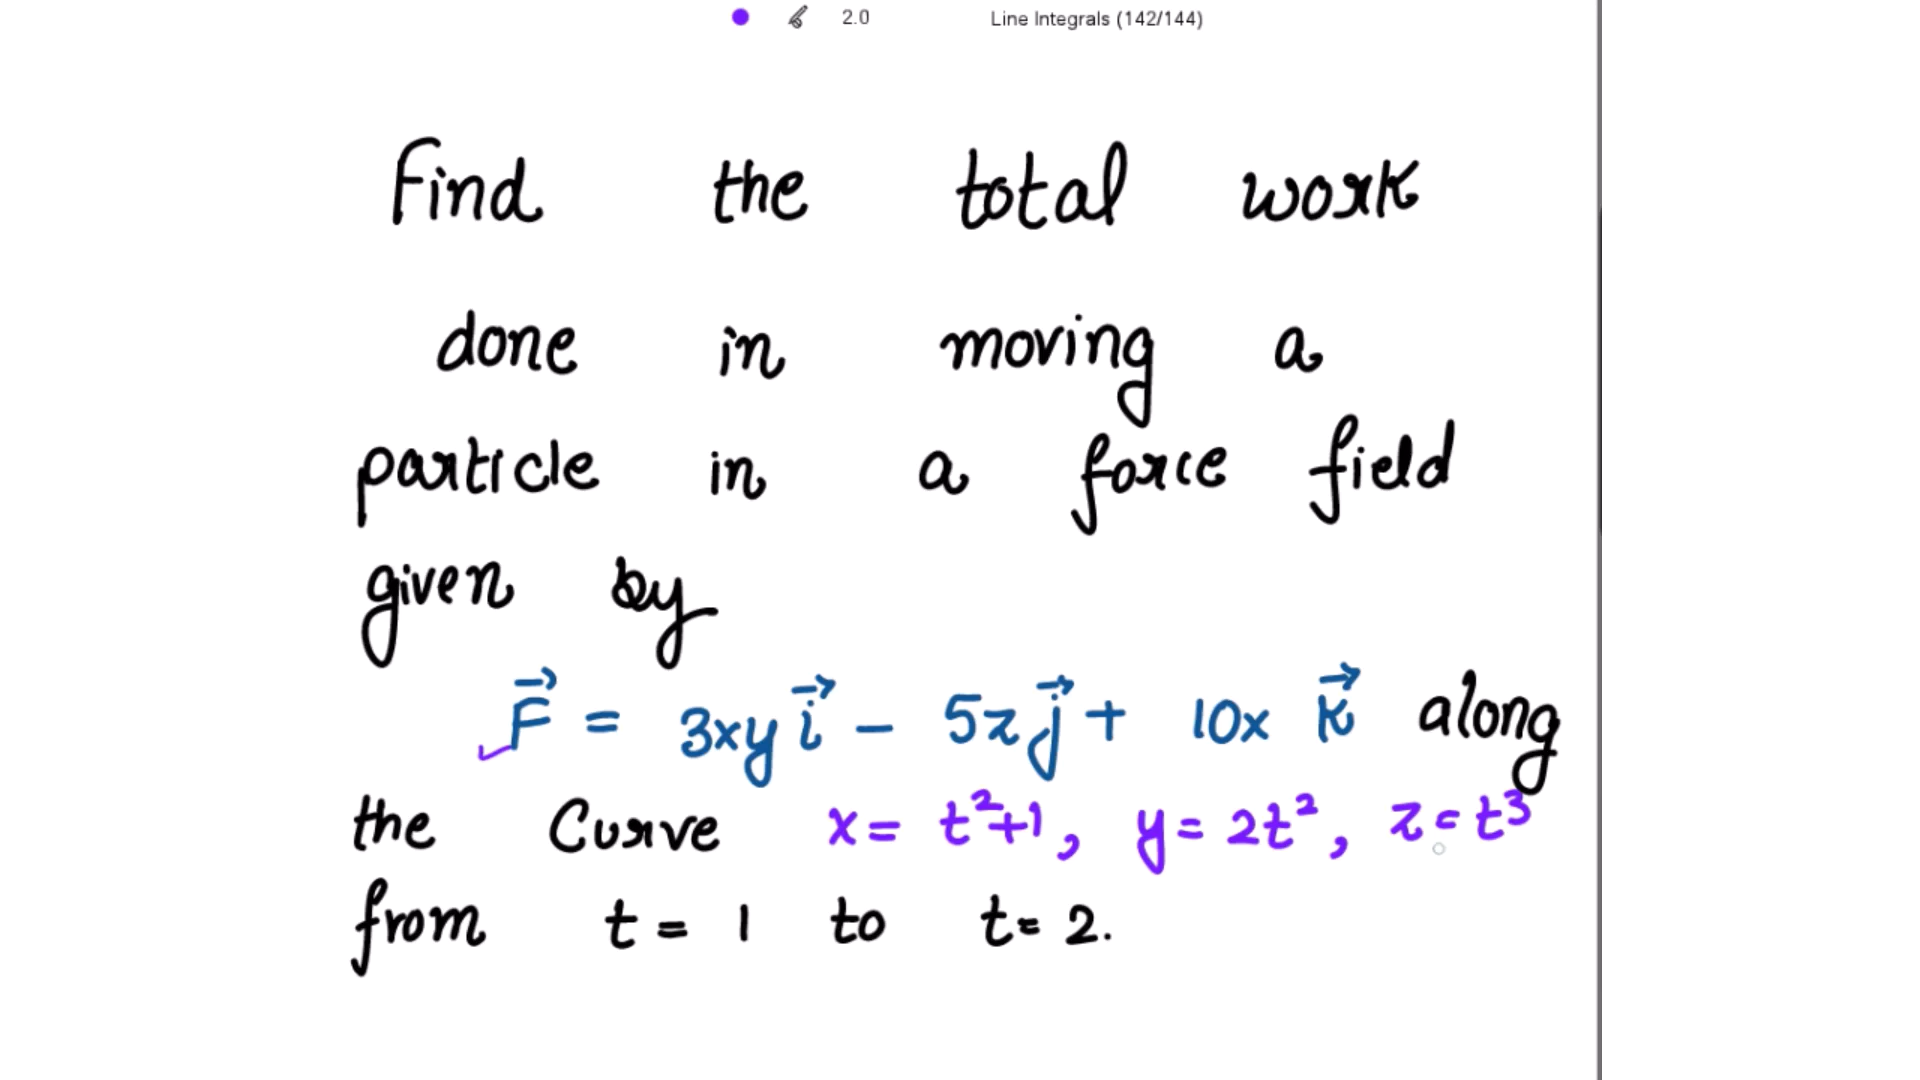 2.0 Line Integrals (142/144)
Find the total work
done in moving a
particle in a force field
given by
F⃗ = 3xy i⃗ - 5z j⃗ + 10x k⃗ along
the Curve x = t²+1, y = 2t², z = t³
from t = 1 to t = 2.